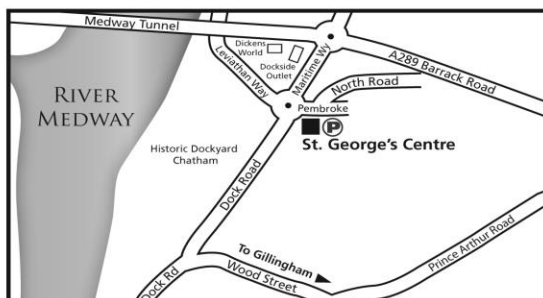 Medway Tunnel
Dickens
World
Dockside
Outlet
Leviathan Way
Maritime Wy
A289 Barrack Road
North Road
Pembroke
RIVER
MEDWAY
P
St. George's Centre
Historic Dockyard
Chatham
Dock Road
To Gillingham
Wood Street
Prince Arthur Road
Dock Rd